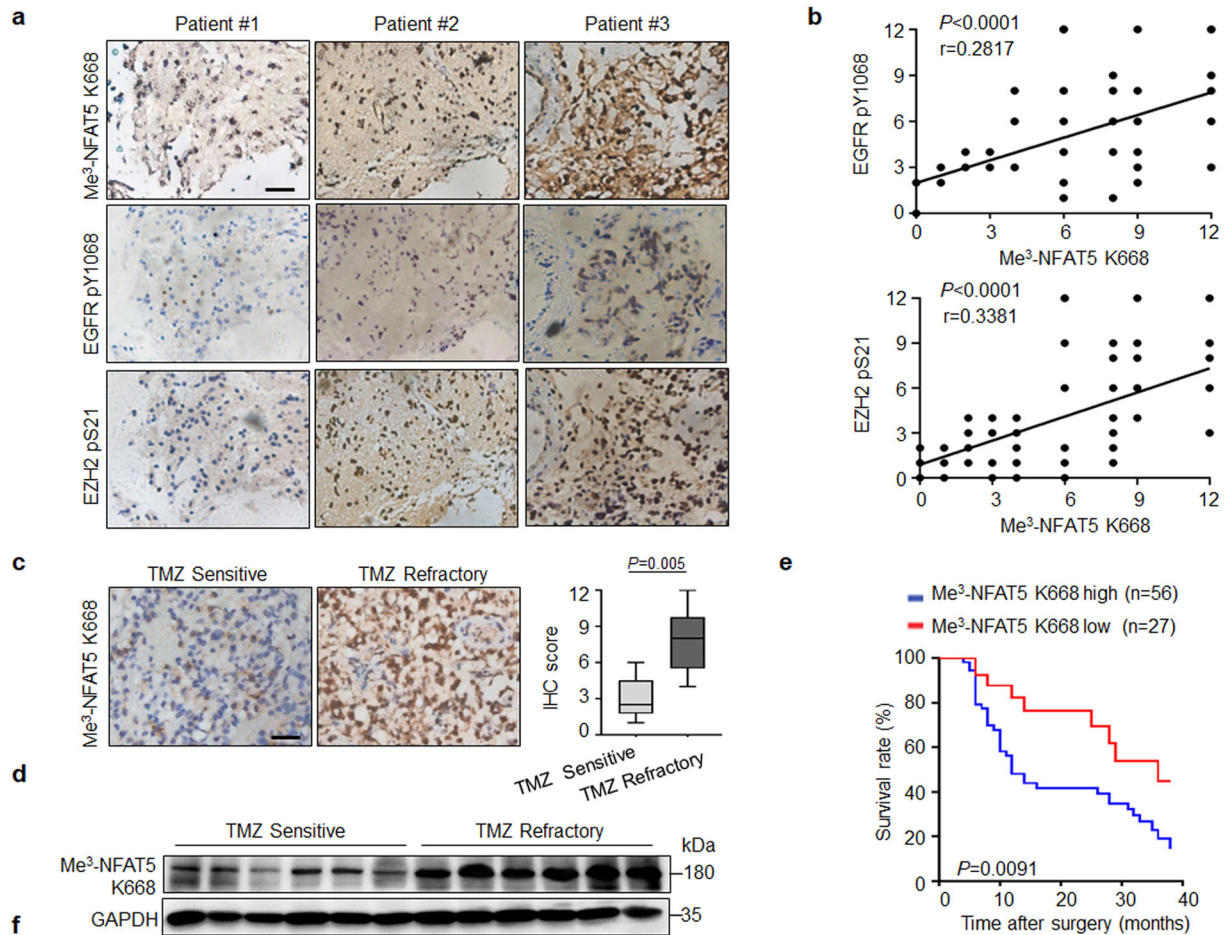 a
Patient #1
Patient #2
Patient #3
Me³-NFAT5 K668
EGFR pY1068
EZH2 pS21
b
P<0.0001
r=0.2817
EGFR pY1068
12
9
6
3
0
0
3
6
9
12
Me³-NFAT5 K668
P<0.0001
r=0.3381
EZH2 pS21
12
9
6
3
0
0
3
6
9
12
Me³-NFAT5 K668
c
TMZ Sensitive
TMZ Refractory
Me³-NFAT5 K668
P=0.005
IHC score
12
9
6
3
0
TMZ Sensitive
TMZ Refractory
d
TMZ Sensitive
TMZ Refractory
kDa
Me³-NFAT5
K668
180
GAPDH
35
e
Me³-NFAT5 K668 high (n=56)
Me³-NFAT5 K668 low (n=27)
Survival rate (%)
100
80
60
40
20
P=0.0091
0
10
20
30
40
Time after surgery (months)
f